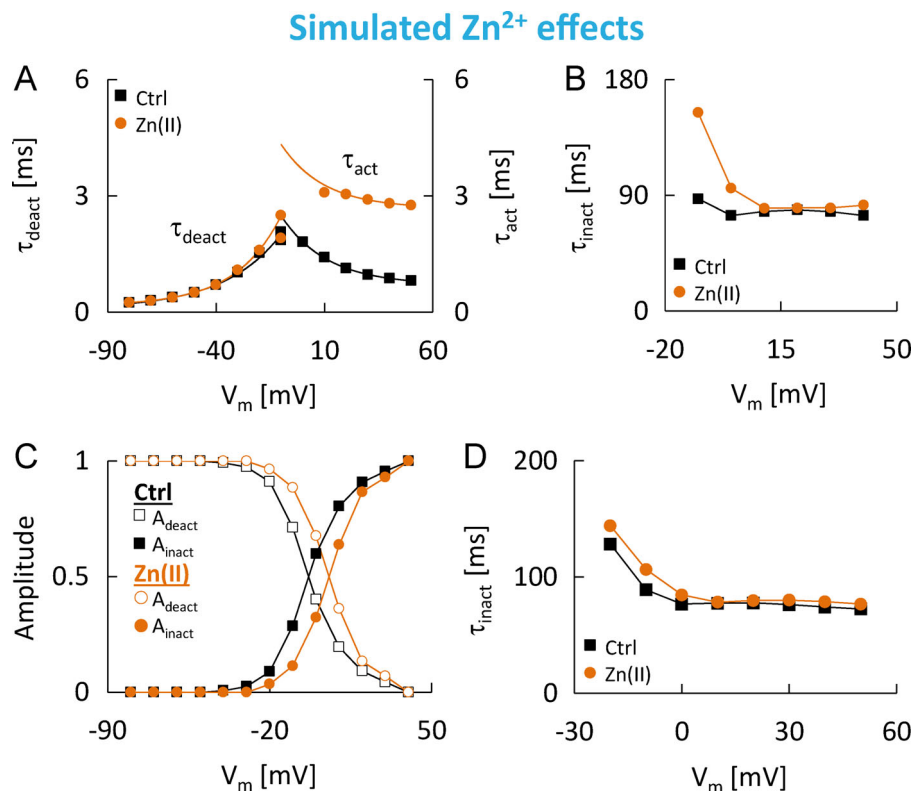 Simulated Zn²⁺ effects
A
6
3
0
τdeact [ms]
Ctrl
Zn(II)
τdeact
τact
6
3
0
τact [ms]
-90
-40
10
60
Vm [mV]
B
180
90
0
τinact [ms]
Ctrl
Zn(II)
-20
15
50
Vm [mV]
C
1
0.5
0
Amplitude
Ctrl
Adeact
Ainact
Zn(II)
Adeact
Ainact
-90
-20
50
Vm [mV]
D
200
100
0
τinact [ms]
Ctrl
Zn(II)
-30
0
30
60
Vm [mV]